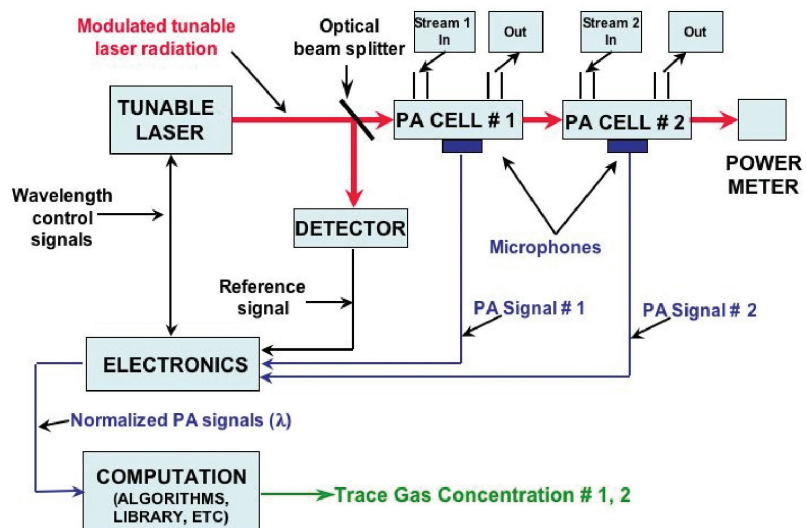 Modulated tunable
laser radiation
Optical
beam splitter
Stream 1
In
Out
Stream 2
In
Out
TUNABLE
LASER
PA CELL # 1
PA CELL # 2
POWER
METER
Wavelength
control
signals
DETECTOR
Microphones
Reference
signal
PA Signal # 1
PA Signal # 2
ELECTRONICS
Normalized PA signals (λ)
COMPUTATION
(ALGORITHMS,
LIBRARY, ETC)
Trace Gas Concentration # 1, 2